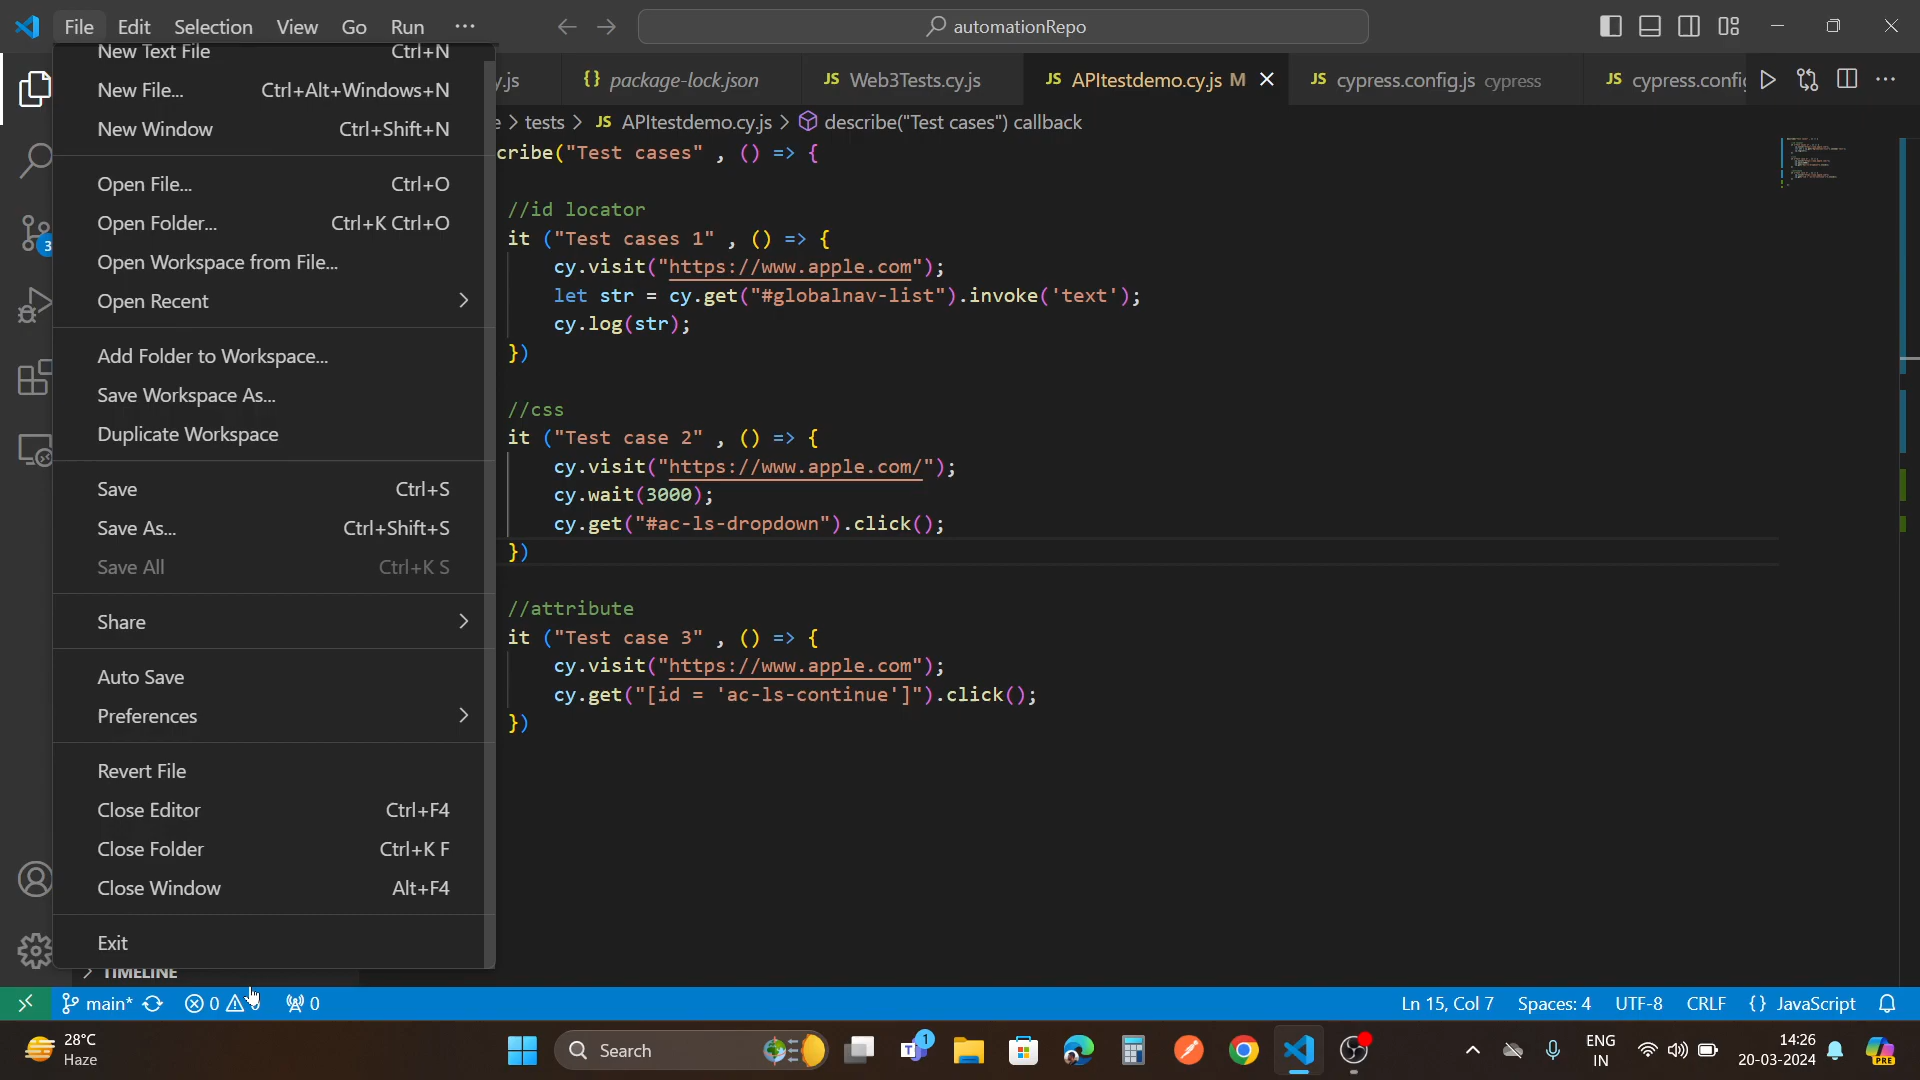 File Edit Selection View Go Run ··· automationRepo
New Text File Ctrl+N
New File... Ctrl+Alt+Windows+N
New Window Ctrl+Shift+N
Open File... Ctrl+O
Open Folder... Ctrl+K Ctrl+O
Open Workspace from File...
Open Recent
Add Folder to Workspace...
Save Workspace As...
Duplicate Workspace
Save Ctrl+S
Save As... Ctrl+Shift+S
Save All Ctrl+K S
Share
Auto Save
Preferences
Revert File
Close Editor Ctrl+F4
Close Folder Ctrl+K F
Close Window Alt+F4
Exit
TIMELINE
3
y.js {} package-lock.json JS Web3Tests.cy.js JS APItestdemo.cy.js M JS cypress.config.js cypress JS cypress.config
e > tests > JS APItestdemo.cy.js > describe("Test cases") callback
cribe("Test cases" , () => {
//id locator
it ("Test cases 1" , () => {
cy.visit("https://www.apple.com");
let str = cy.get("#globalnav-list").invoke('text');
cy.log(str);
})
//css
it ("Test case 2" , () => {
cy.visit("https://www.apple.com/");
cy.wait(3000);
cy.get("#ac-ls-dropdown").click();
})
//attribute
it ("Test case 3" , () => {
cy.visit("https://www.apple.com");
cy.get("[id = 'ac-ls-continue']").click();
})
main* 0 0 Ln 15, Col 7 Spaces: 4 UTF-8 CRLF {} JavaScript
28°C
Haze
Search
1
ENG
IN
14:26
20-03-2024
PRE